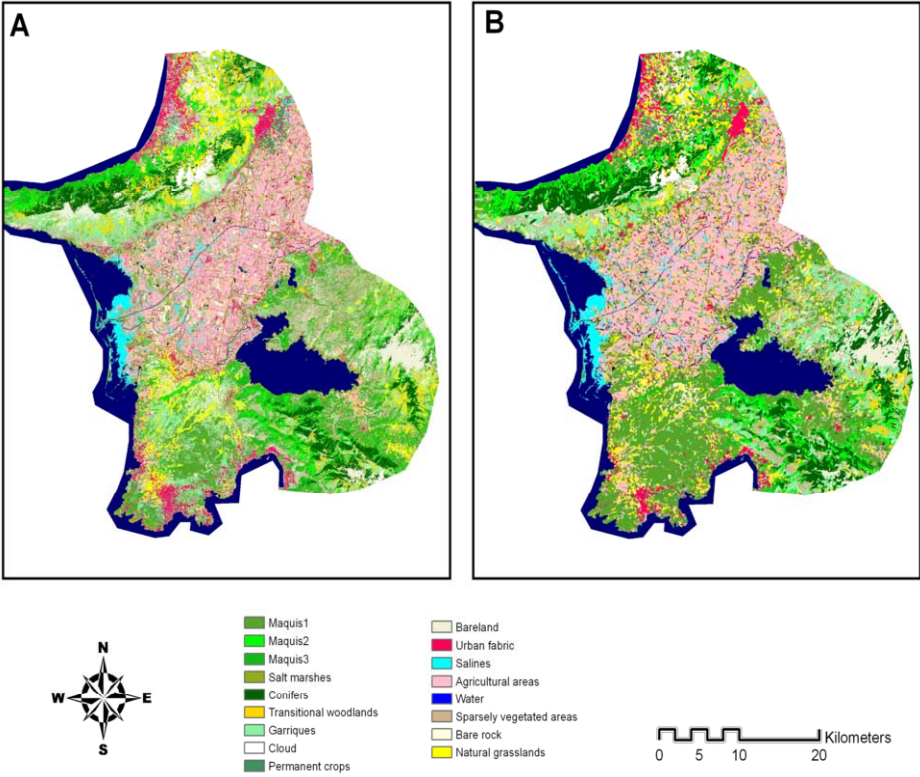 A
B
N
W E
S
Maquis1
Maquis2
Maquis3
Salt marshes
Conifers
Transitional woodlands
Garriques
Cloud
Permanent crops
Bareland
Urban fabric
Salines
Agricultural areas
Water
Sparsely vegetated areas
Bare rock
Natural grasslands
Kilometers
0 5 10 20